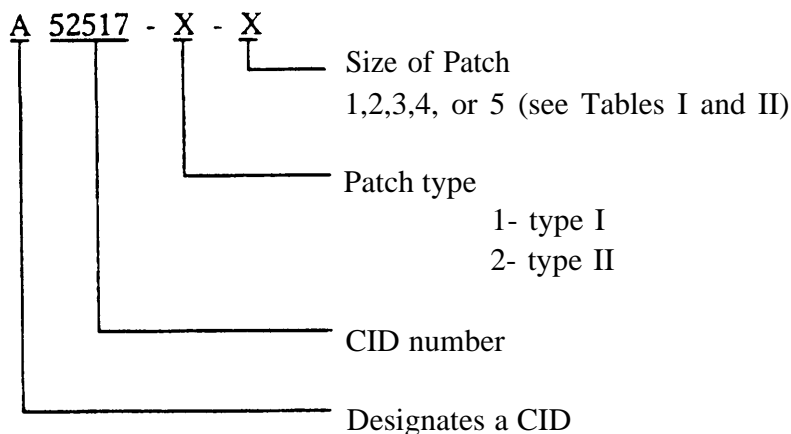 A 52517 - X - X
Size of Patch
1,2,3,4, or 5 (see Tables I and II)
Patch type
1- type I
2- type II
CID number
Designates a CID